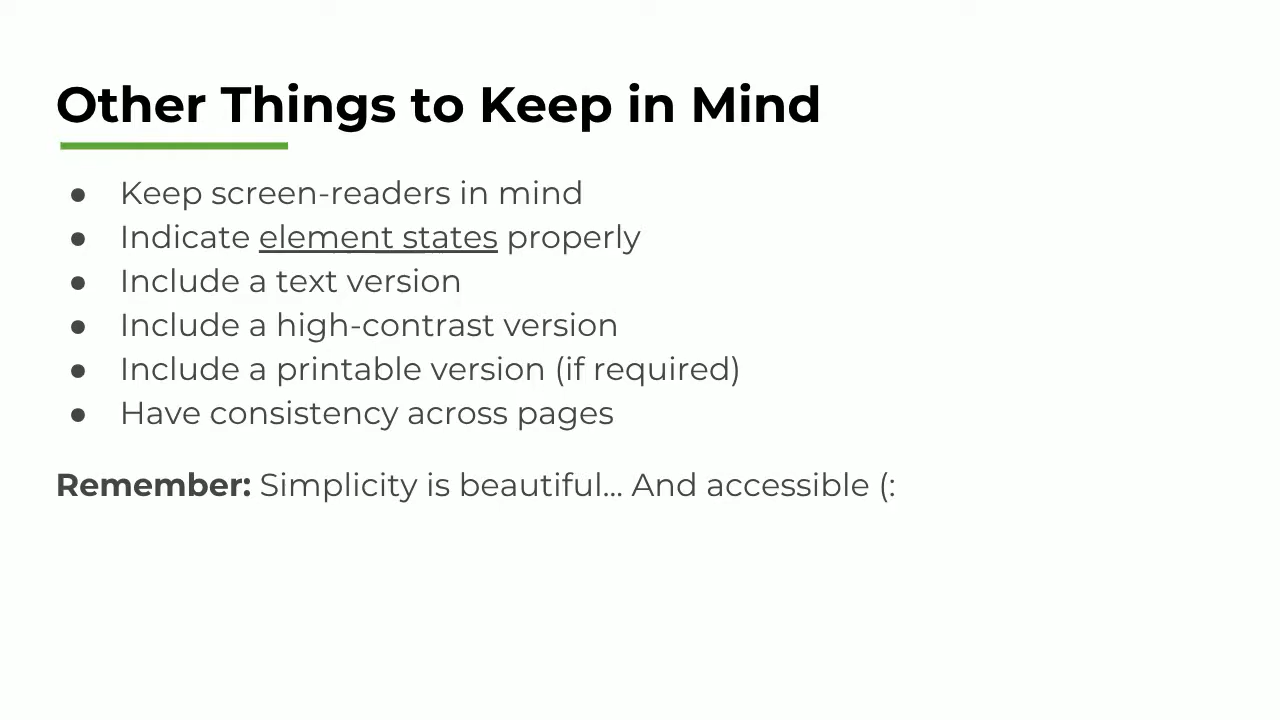 Other Things to Keep in Mind
● Keep screen-readers in mind
● Indicate element states properly
● Include a text version
● Include a high-contrast version
● Include a printable version (if required)
● Have consistency across pages
Remember: Simplicity is beautiful... And accessible (: